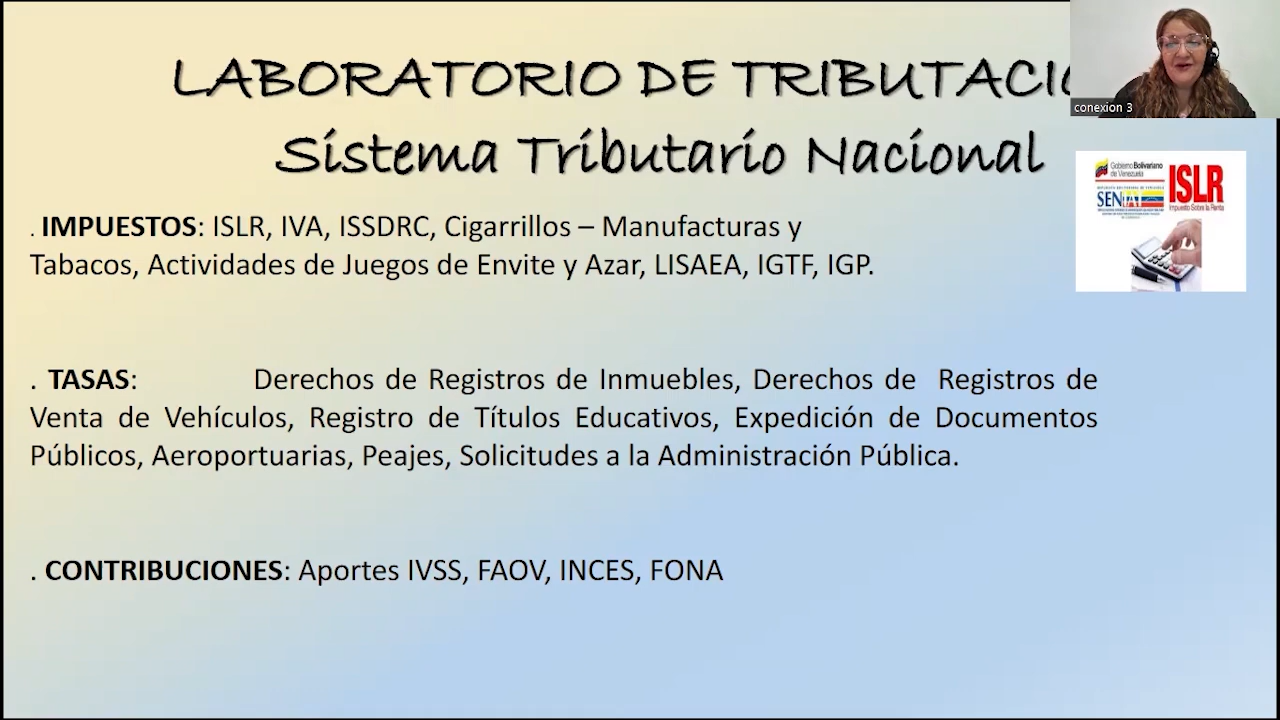 LABORATORIO DE TRIBUTACIO
Sistema Tributario Nacional
conexion 3
Gobierno Bolivariano
de Venezuela
ISLR
Impuesto Sobre la Renta
. IMPUESTOS: ISLR, IVA, ISSDRC, Cigarrillos – Manufacturas y
Tabacos, Actividades de Juegos de Envite y Azar, LISAEA, IGTF, IGP.
. TASAS: Derechos de Registros de Inmuebles, Derechos de Registros de
Venta de Vehículos, Registro de Títulos Educativos, Expedición de Documentos
Públicos, Aeroportuarias, Peajes, Solicitudes a la Administración Pública.
. CONTRIBUCIONES: Aportes IVSS, FAOV, INCES, FONA